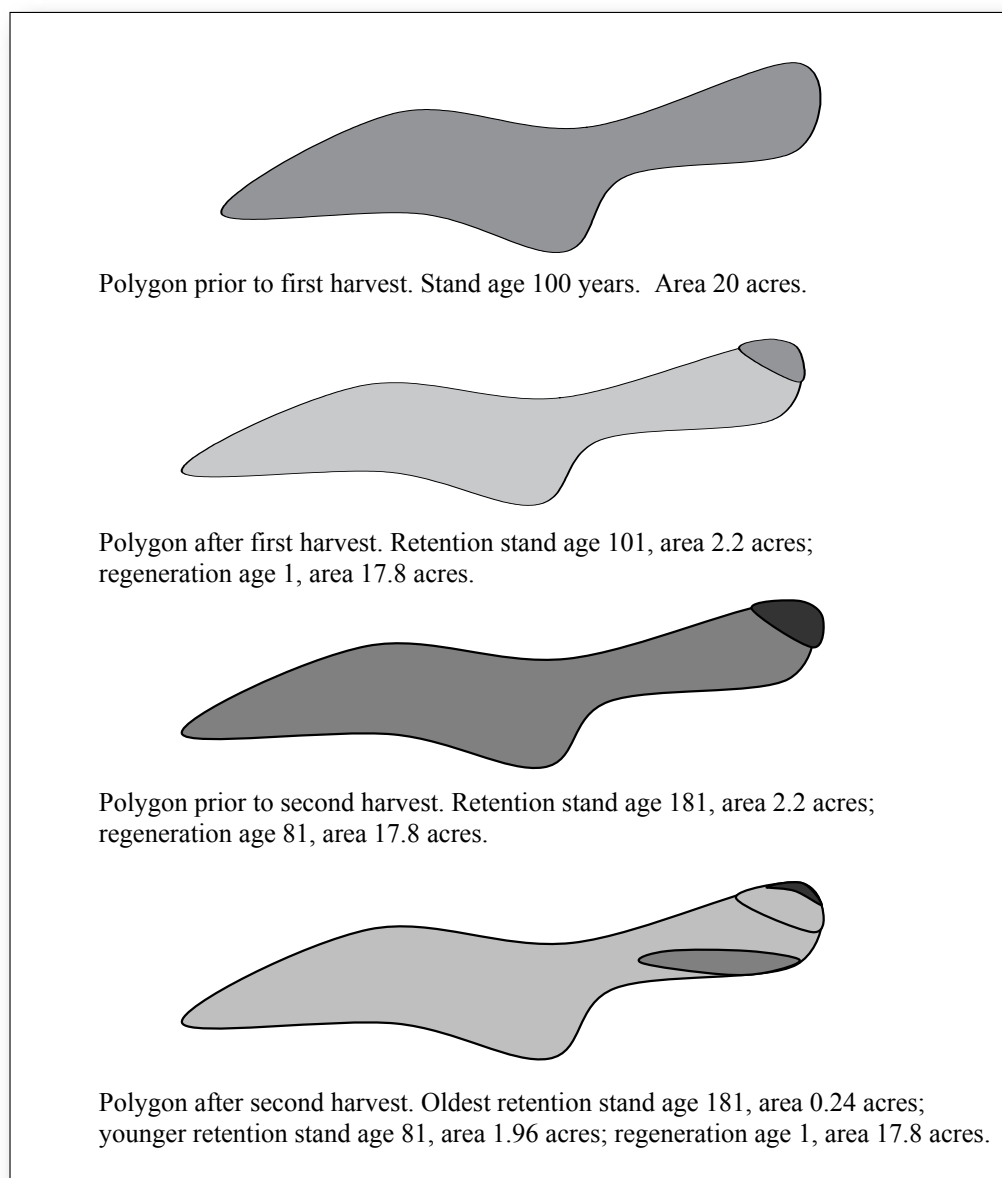 Polygon prior to first harvest. Stand age 100 years.  Area 20 acres.
Polygon after first harvest. Retention stand age 101, area 2.2 acres;
regeneration age 1, area 17.8 acres.
Polygon prior to second harvest. Retention stand age 181, area 2.2 acres;
regeneration age 81, area 17.8 acres.
Polygon after second harvest. Oldest retention stand age 181, area 0.24 acres;
younger retention stand age 81, area 1.96 acres; regeneration age 1, area 17.8 acres.